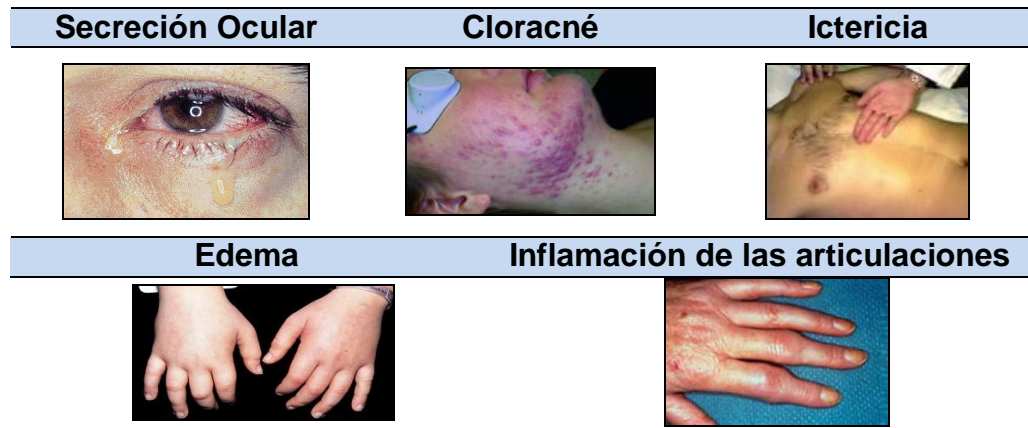 Secreción Ocular Cloracné Ictericia
Edema Inflamación de las articulaciones